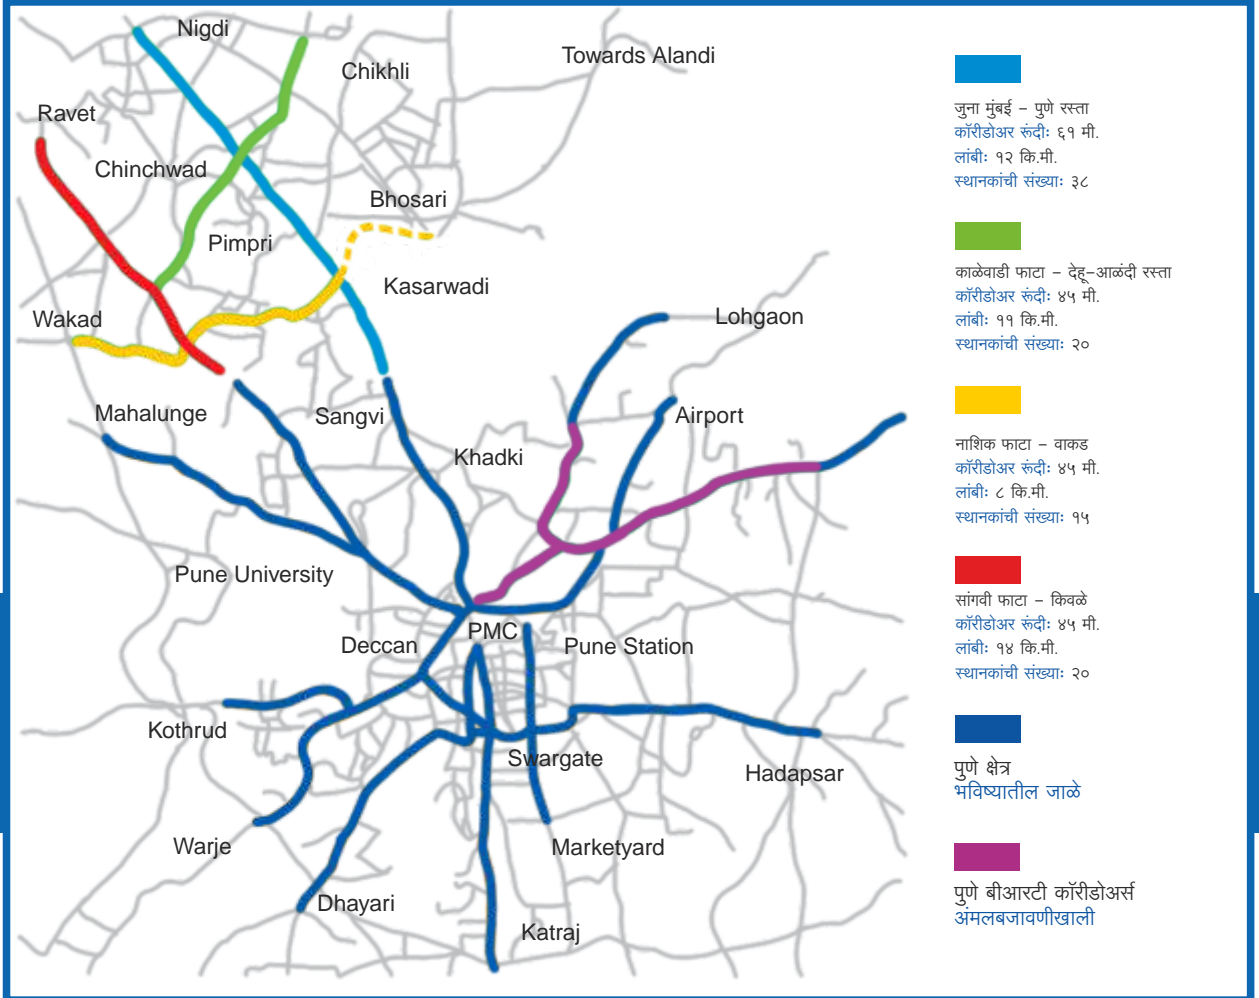 Nigdi
Towards Alandi
Chikhli
Ravet
Chinchwad
Bhosari
Pimpri
Kasarwadi
Wakad
Lohgaon
Mahalunge
Sangvi
Airport
Khadki
Pune University
PMC
Deccan
Pune Station
Kothrud
Swargate
Hadapsar
Warje
Marketyard
Dhayari
Katraj
जुना मुंबई – पुणे रस्ता
कॉरीडोअर रूंदीः ६१ मी.
लांबीः १२ कि.मी.
स्थानकांची संख्याः ३८
काळेवाडी फाटा – देहू–आळंदी रस्ता
कॉरीडोअर रूंदीः ४५ मी.
लांबीः ११ कि.मी.
स्थानकांची संख्याः २०
नाशिक फाटा – वाकड
कॉरीडोअर रूंदीः ४५ मी.
लांबीः ८ कि.मी.
स्थानकांची संख्याः १५
सांगवी फाटा – किवळे
कॉरीडोअर रूंदीः ४५ मी.
लांबीः १४ कि.मी.
स्थानकांची संख्याः २०
पुणे क्षेत्र
भविष्यातील जाळे
पुणे बीआरटी कॉरीडोअर्स
अंमलबजावणीखाली